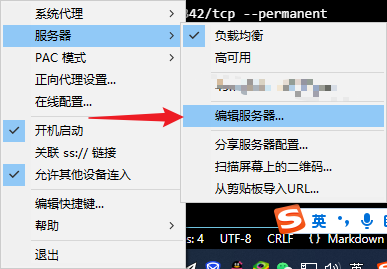 系统代理
服务器
PAC 模式
正向代理设置...
在线配置...
开机启动
关联 ss:// 链接
允许其他设备连入
编辑快捷键...
帮助
退出
342/tcp --permanent
负载均衡
高可用
编辑服务器...
分享服务器配置...
扫描屏幕上的二维码...
从剪贴板导入URL...
英
: 4 UTF-8 CRLF {} Markdown
英